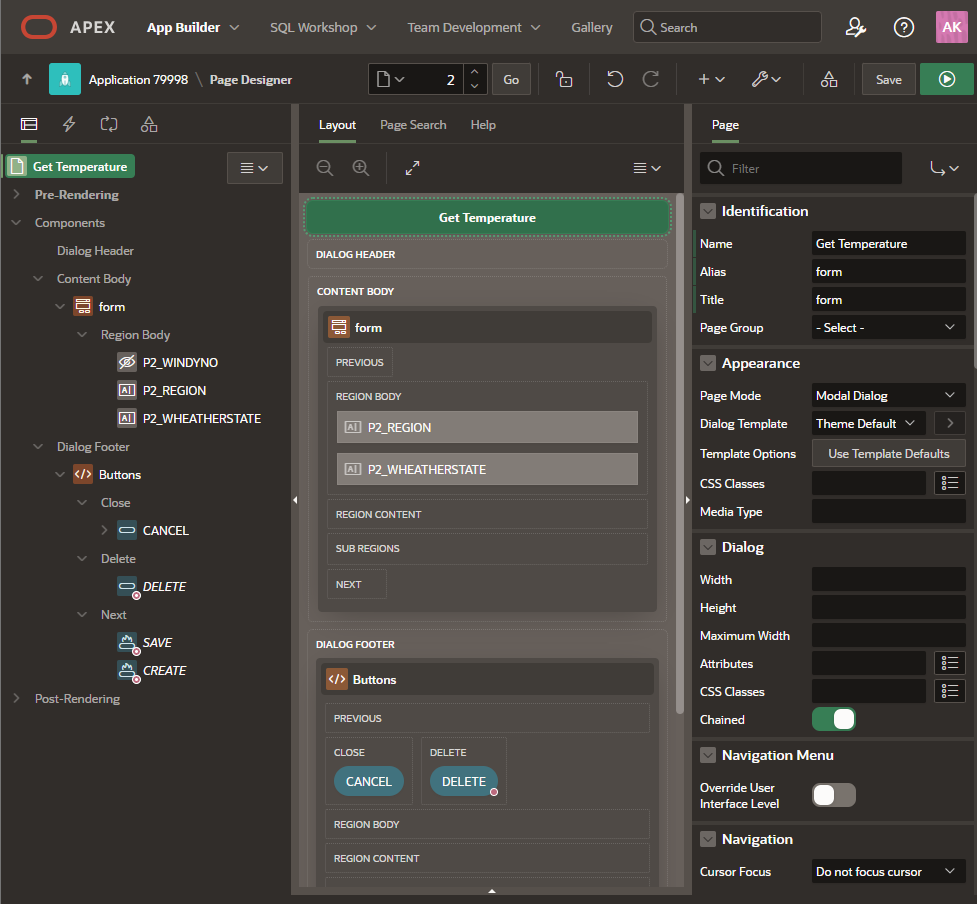 APEX App Builder SQL Workshop Team Development Gallery Search AK
Application 79998 \ Page Designer 2 Go Save
Get Temperature
Pre-Rendering
Components
Dialog Header
Content Body
form
Region Body
P2_WINDYNO
P2_REGION
P2_WHEATHERSTATE
Dialog Footer
Buttons
Close
CANCEL
Delete
DELETE
Next
SAVE
CREATE
Post-Rendering
Layout Page Search Help
Get Temperature
DIALOG HEADER
CONTENT BODY
form
PREVIOUS
REGION BODY
P2_REGION
P2_WHEATHERSTATE
REGION CONTENT
SUB REGIONS
NEXT
DIALOG FOOTER
Buttons
PREVIOUS
CLOSE DELETE
CANCEL DELETE
REGION BODY
REGION CONTENT
Page
Filter
Identification
Name Get Temperature
Alias form
Title form
Page Group - Select -
Appearance
Page Mode Modal Dialog
Dialog Template Theme Default
Template Options Use Template Defaults
CSS Classes
Media Type
Dialog
Width
Height
Maximum Width
Attributes
CSS Classes
Chained
Navigation Menu
Override User
Interface Level
Navigation
Cursor Focus Do not focus cursor